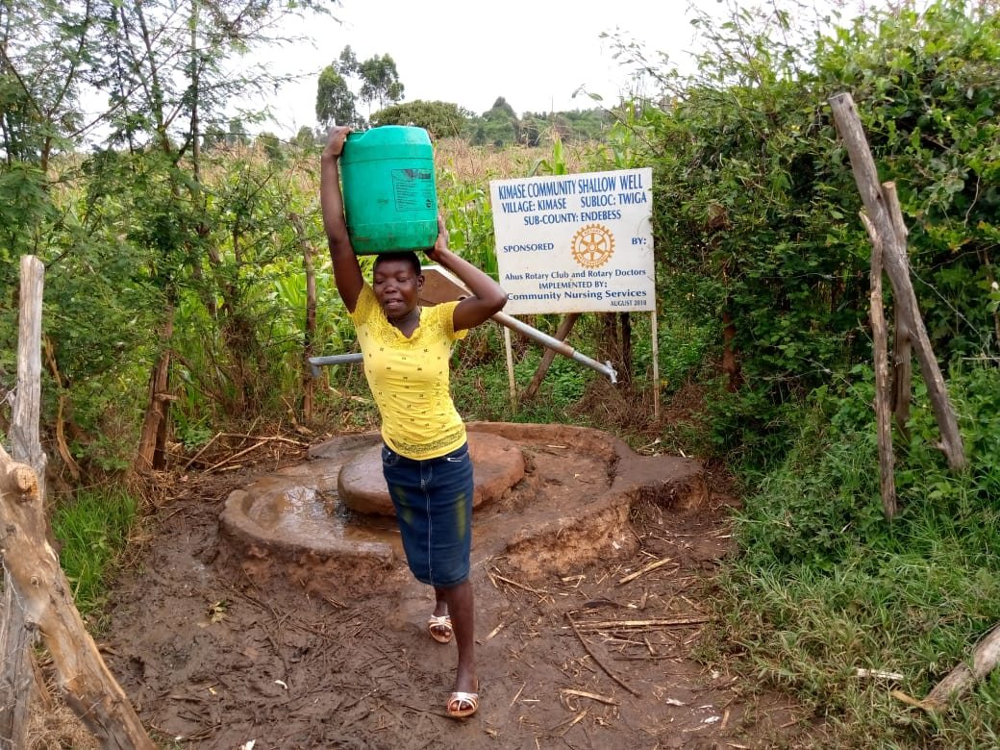 KIMASE COMMUNITY SHALLOW WELL
VILLAGE: KIMASE SUBLOC: TWIGA
SUB-COUNTY: ENDEBESS
SPONSORED BY:
Ahus Rotary Club and Rotary Doctors
IMPLEMENTED BY:
Community Nursing Services
AUGUST 2018